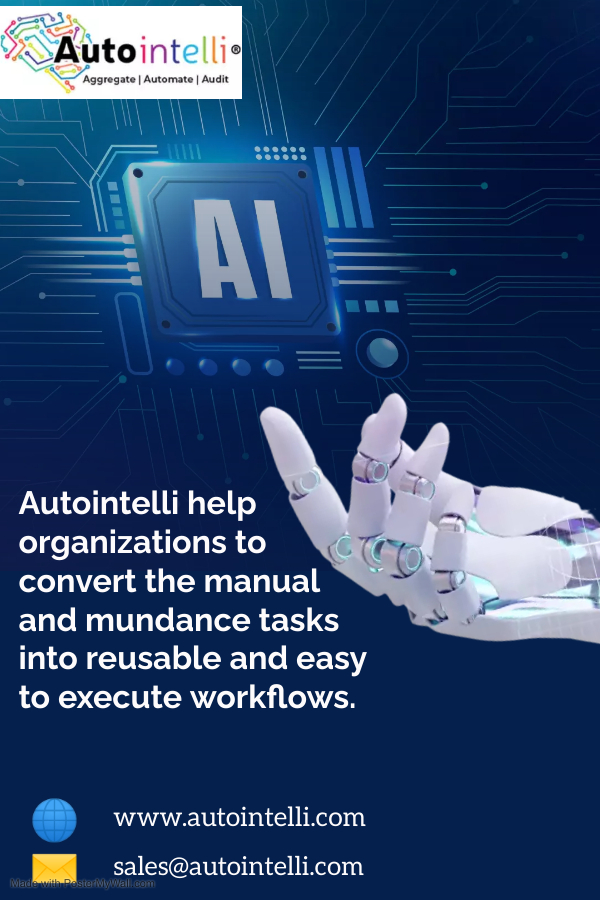 Autointelli®
Aggregate | Automate | Audit
AI
Autointelli help
organizations to
convert the manual
and mundance tasks
into reusable and easy
to execute workflows.
www.autointelli.com
sales@autointelli.com
Made with PosterMyWall.com